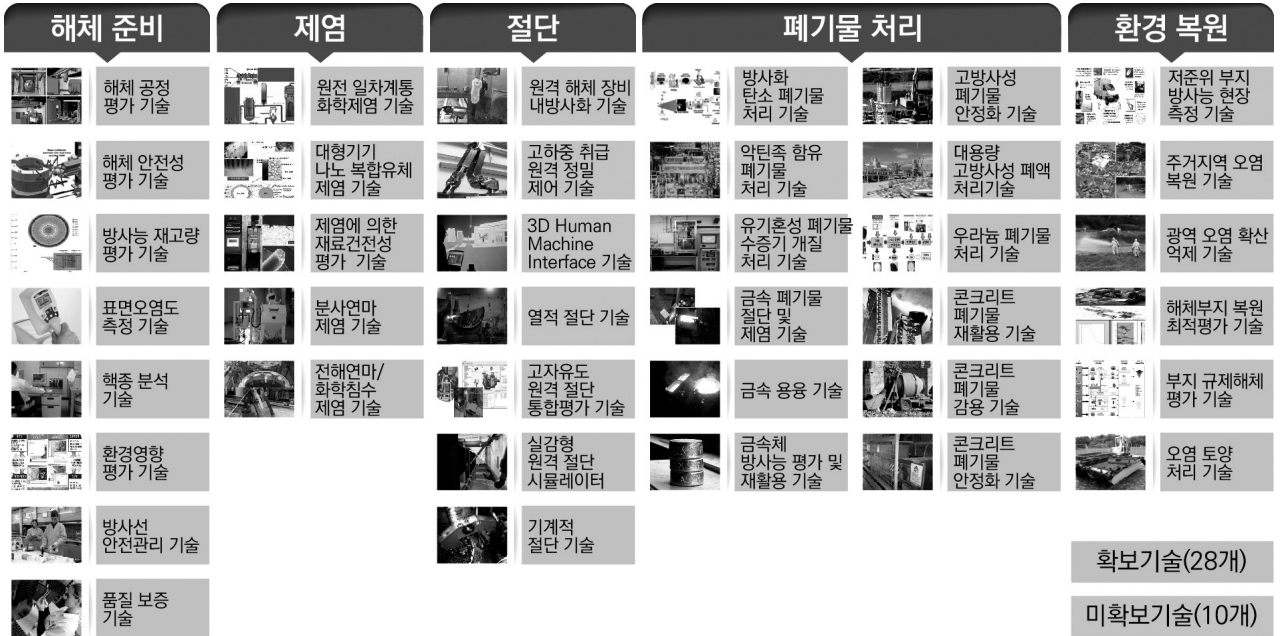 해체 준비
해체 공정
평가 기술
해체 안전성
평가 기술
방사능 재고량
평가 기술
표면오염도
측정 기술
핵종 분석
기술
환경영향
평가 기술
방사선
안전관리 기술
품질 보증
기술
제염
원전 일차계통
화학제염 기술
대형기기
나노 복합유체
제염 기술
제염에 의한
재료건전성
평가 기술
분사연마
제염 기술
전해연마/
화학침수
제염 기술
절단
원격 해체 장비
내방사화 기술
고하중 취급
원격 정밀
제어 기술
3D Human
Machine
Interface 기술
열적 절단 기술
고자유도
원격 절단
통합평가 기술
실감형
원격 절단
시뮬레이터
기계적
절단 기술
폐기물 처리
방사화
탄소 폐기물
처리 기술
악틴족 함유
폐기물
처리 기술
유기혼성 폐기물
수증기 개질
처리 기술
금속 폐기물
절단 및
제염 기술
금속 용융 기술
금속체
방사능 평가 및
재활용 기술
고방사성
폐기물
안정화 기술
대용량
고방사성 폐액
처리기술
우라늄 폐기물
처리 기술
콘크리트
폐기물
재활용 기술
콘크리트
폐기물
감용 기술
콘크리트
폐기물
안정화 기술
환경 복원
저준위 부지
방사능 현장
측정 기술
주거지역 오염
복원 기술
광역 오염 확산
억제 기술
해체부지 복원
최적평가 기술
부지 규제해체
평가 기술
오염 토양
처리 기술
확보기술(28개)
미확보기술(10개)